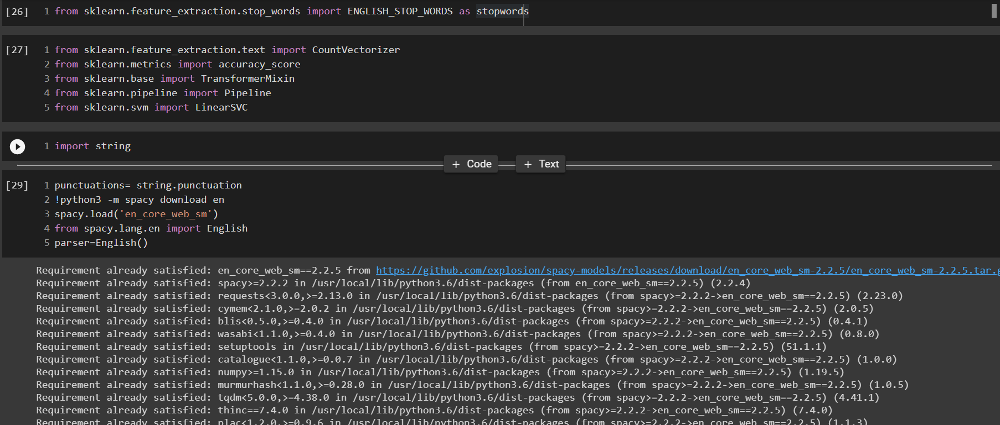 [26] 1 from sklearn.feature_extraction.stop_words import ENGLISH_STOP_WORDS as stopwords
[27] 1 from sklearn.feature_extraction.text import CountVectorizer
2 from sklearn.metrics import accuracy_score
3 from sklearn.base import TransformerMixin
4 from sklearn.pipeline import Pipeline
5 from sklearn.svm import LinearSVC
1 import string
+ Code + Text
[29] 1 punctuations= string.punctuation
2 !python3 -m spacy download en
3 spacy.load('en_core_web_sm')
4 from spacy.lang.en import English
5 parser=English()
Requirement already satisfied: en_core_web_sm==2.2.5 from https://github.com/explosion/spacy-models/releases/download/en_core_web_sm-2.2.5/en_core_web_sm-2.2.5.tar.g
Requirement already satisfied: spacy>=2.2.2 in /usr/local/lib/python3.6/dist-packages (from en_core_web_sm==2.2.5) (2.2.4)
Requirement already satisfied: requests<3.0.0,>=2.13.0 in /usr/local/lib/python3.6/dist-packages (from spacy>=2.2.2->en_core_web_sm==2.2.5) (2.23.0)
Requirement already satisfied: cymem<2.1.0,>=2.0.2 in /usr/local/lib/python3.6/dist-packages (from spacy>=2.2.2->en_core_web_sm==2.2.5) (2.0.5)
Requirement already satisfied: blis<0.5.0,>=0.4.0 in /usr/local/lib/python3.6/dist-packages (from spacy>=2.2.2->en_core_web_sm==2.2.5) (0.4.1)
Requirement already satisfied: wasabi<1.1.0,>=0.4.0 in /usr/local/lib/python3.6/dist-packages (from spacy>=2.2.2->en_core_web_sm==2.2.5) (0.8.0)
Requirement already satisfied: setuptools in /usr/local/lib/python3.6/dist-packages (from spacy>=2.2.2->en_core_web_sm==2.2.5) (51.1.1)
Requirement already satisfied: catalogue<1.1.0,>=0.0.7 in /usr/local/lib/python3.6/dist-packages (from spacy>=2.2.2->en_core_web_sm==2.2.5) (1.0.0)
Requirement already satisfied: numpy>=1.15.0 in /usr/local/lib/python3.6/dist-packages (from spacy>=2.2.2->en_core_web_sm==2.2.5) (1.19.5)
Requirement already satisfied: murmurhash<1.1.0,>=0.28.0 in /usr/local/lib/python3.6/dist-packages (from spacy>=2.2.2->en_core_web_sm==2.2.5) (1.0.5)
Requirement already satisfied: tqdm<5.0.0,>=4.38.0 in /usr/local/lib/python3.6/dist-packages (from spacy>=2.2.2->en_core_web_sm==2.2.5) (4.41.1)
Requirement already satisfied: thinc==7.4.0 in /usr/local/lib/python3.6/dist-packages (from spacy>=2.2.2->en_core_web_sm==2.2.5) (7.4.0)
Requirement already satisfied: plac<1.2.0,>=0.9.6 in /usr/local/lib/python3.6/dist-packages (from spacy>=2.2.2->en_core_web_sm==2.2.5) (1.1.3)